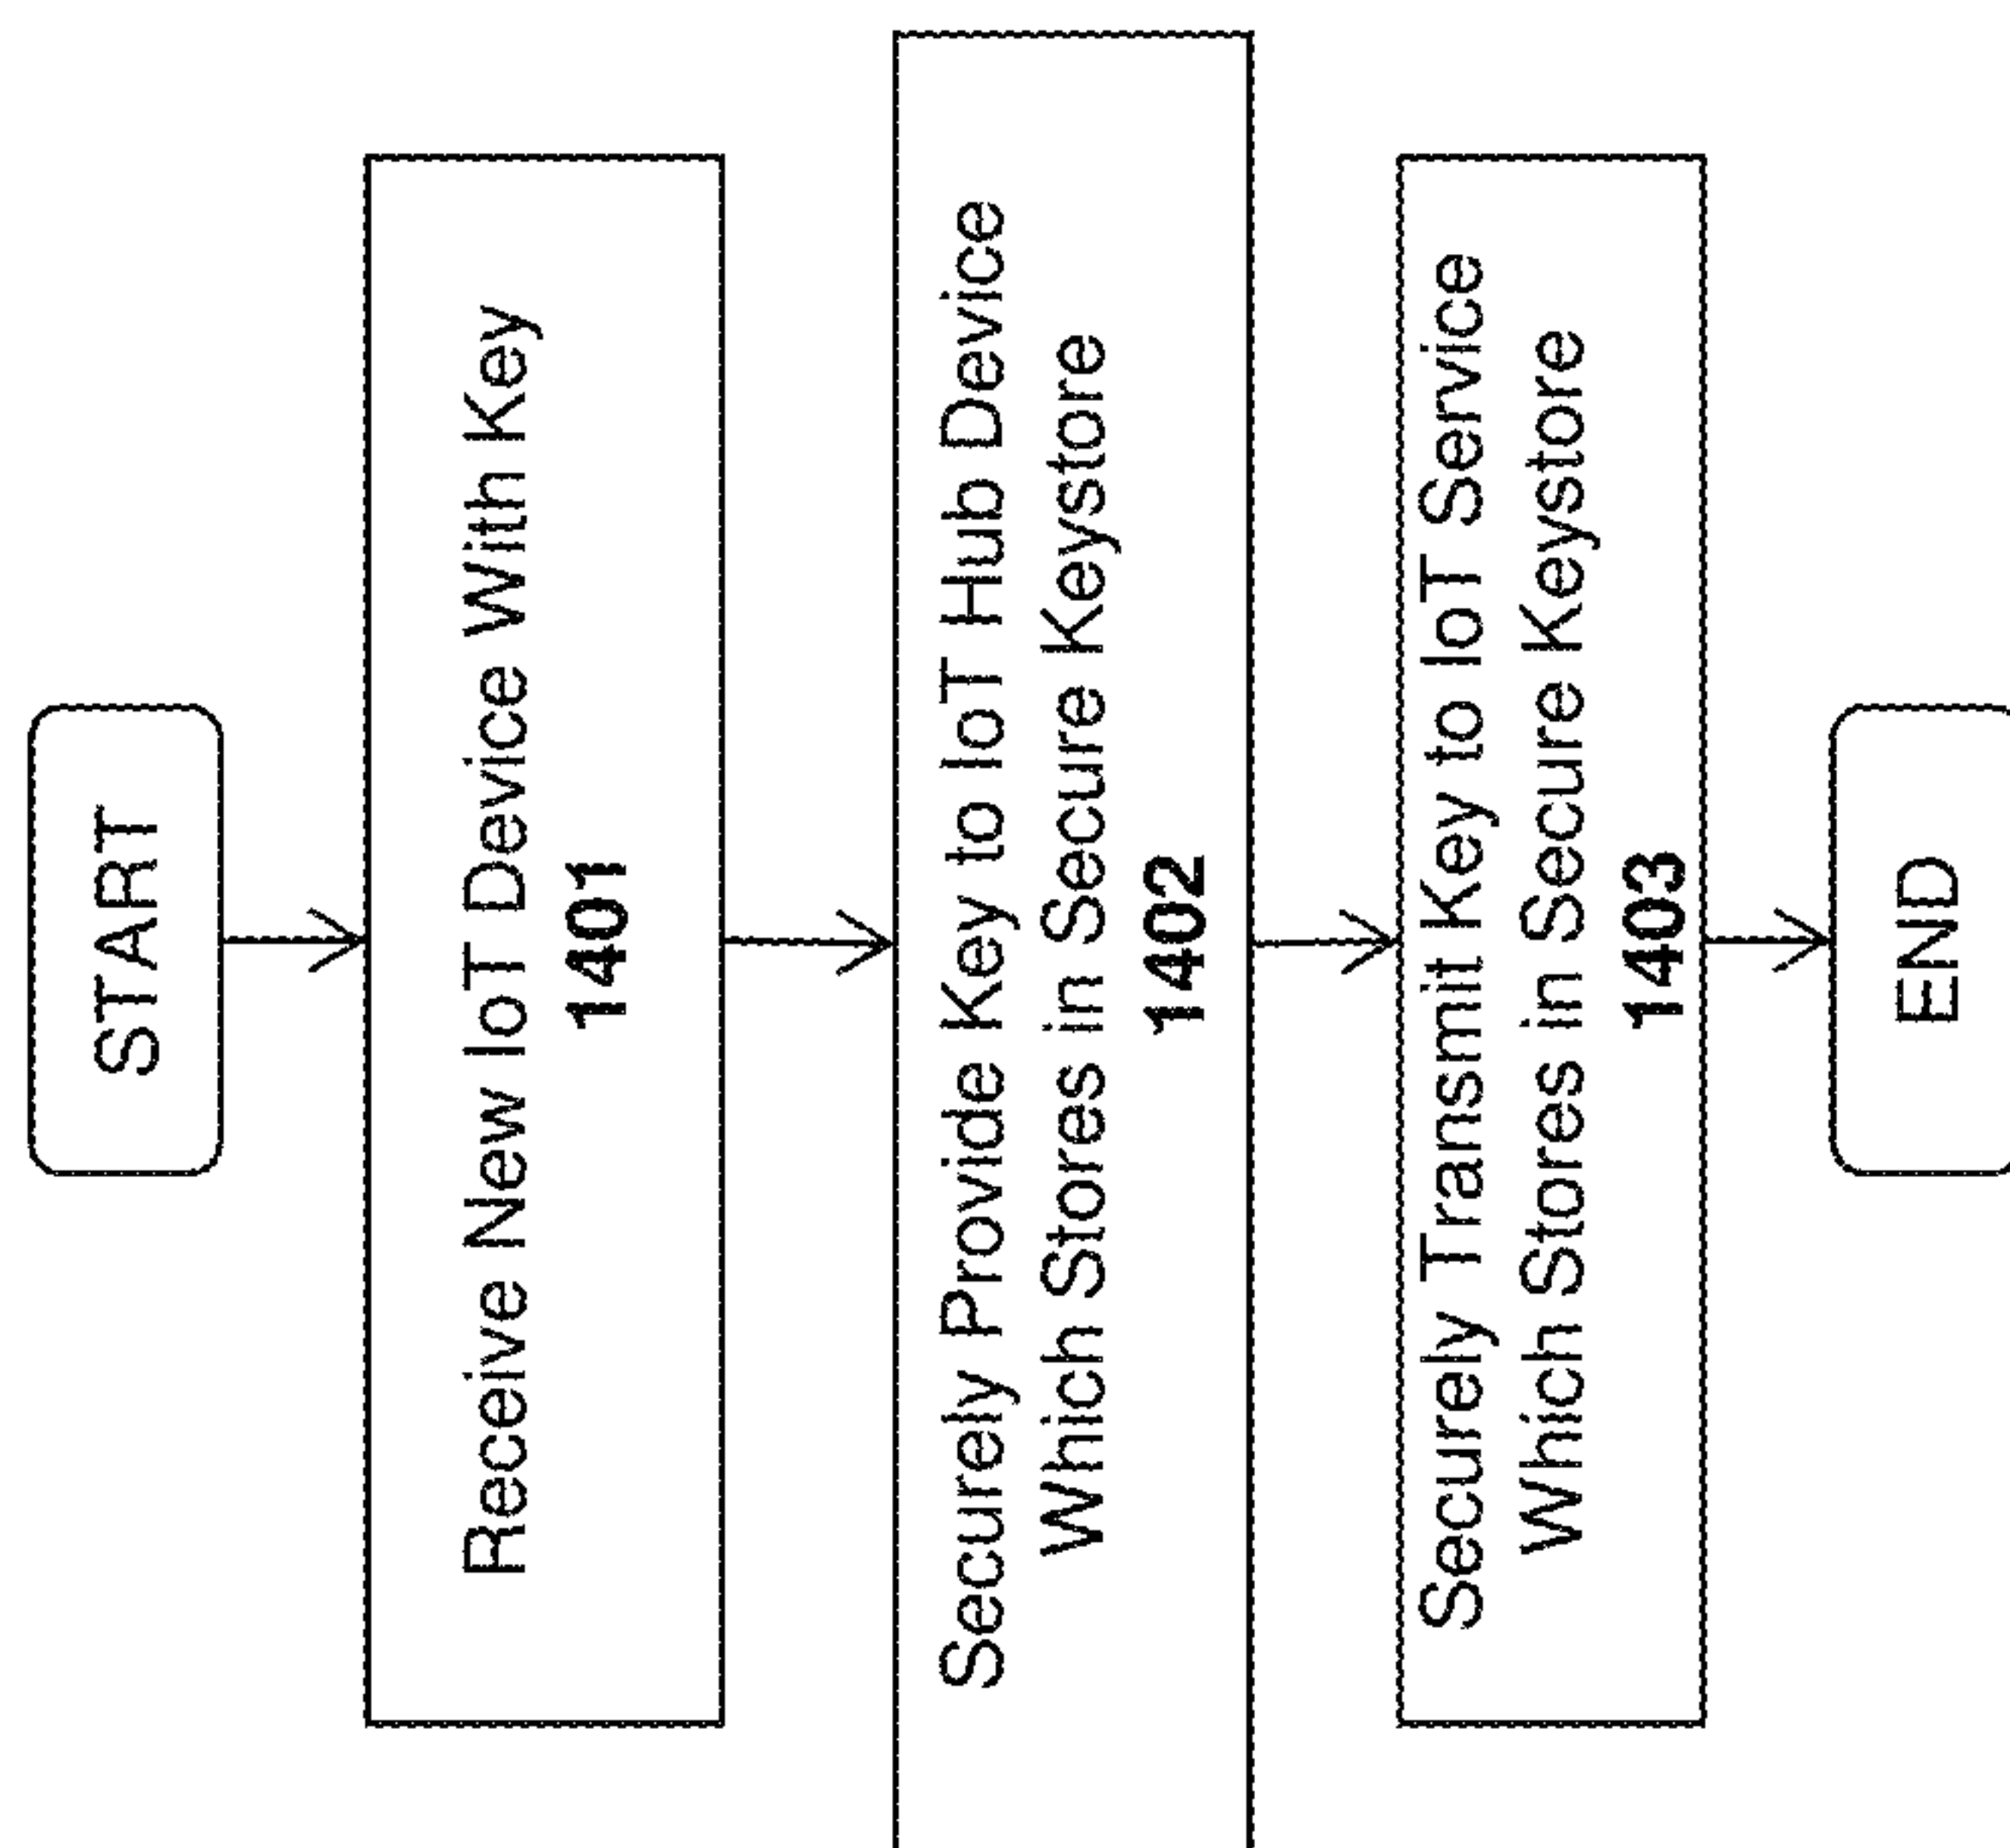 START
Receive New IoT Device With Key
1401
Securely Provide Key to IoT Hub Device
Which Stores in Secure Keystore
1402
Securely Transmit Key to IoT Service
Which Stores in Secure Keystore
1403
END